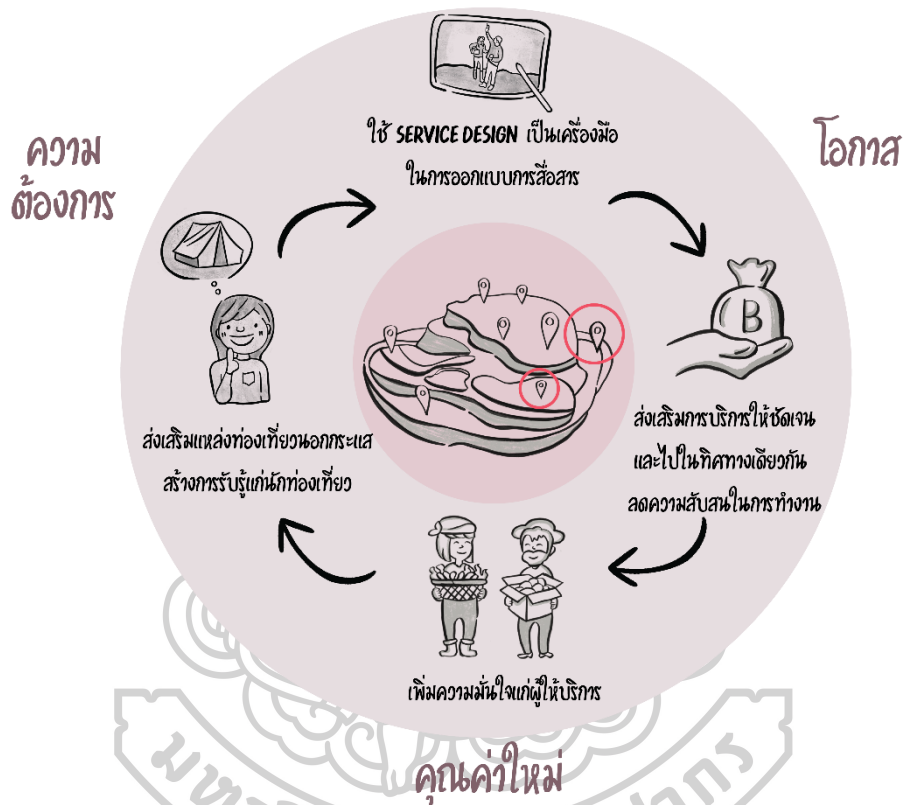 ใช้ SERVICE DESIGN เป็นเครื่องมือ
ในการออกแบบการสื่อสาร
ความ
ต้องการ
โอกาส
B
ส่งเสริมแหล่งท่องเที่ยวนอกกระแส
สร้างการรับรู้แก่นักท่องเที่ยว
ส่งเสริมการบริการให้ชัดเจน
และไปในทิศทางเดียวกัน
ลดความสับสนในการทำงาน
เพิ่มความมั่นใจแก่ผู้ให้บริการ
คุณค่าใหม่